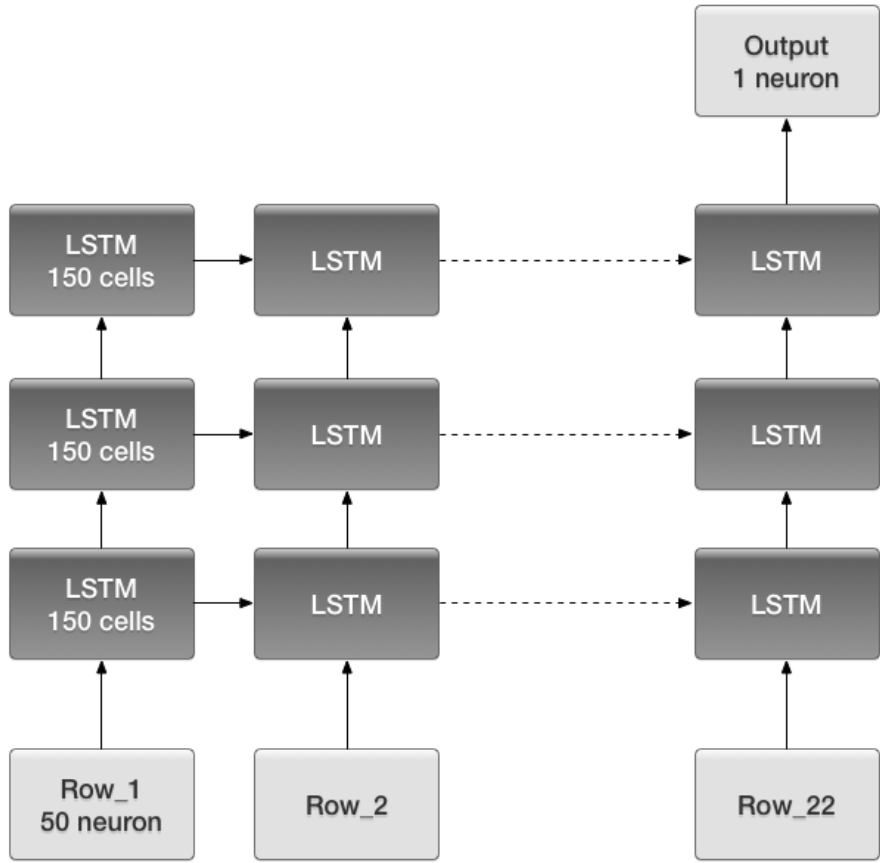 Output
1 neuron
LSTM
150 cells
LSTM
LSTM
LSTM
150 cells
LSTM
LSTM
LSTM
150 cells
LSTM
LSTM
Row_1
50 neuron
Row_2
Row_22